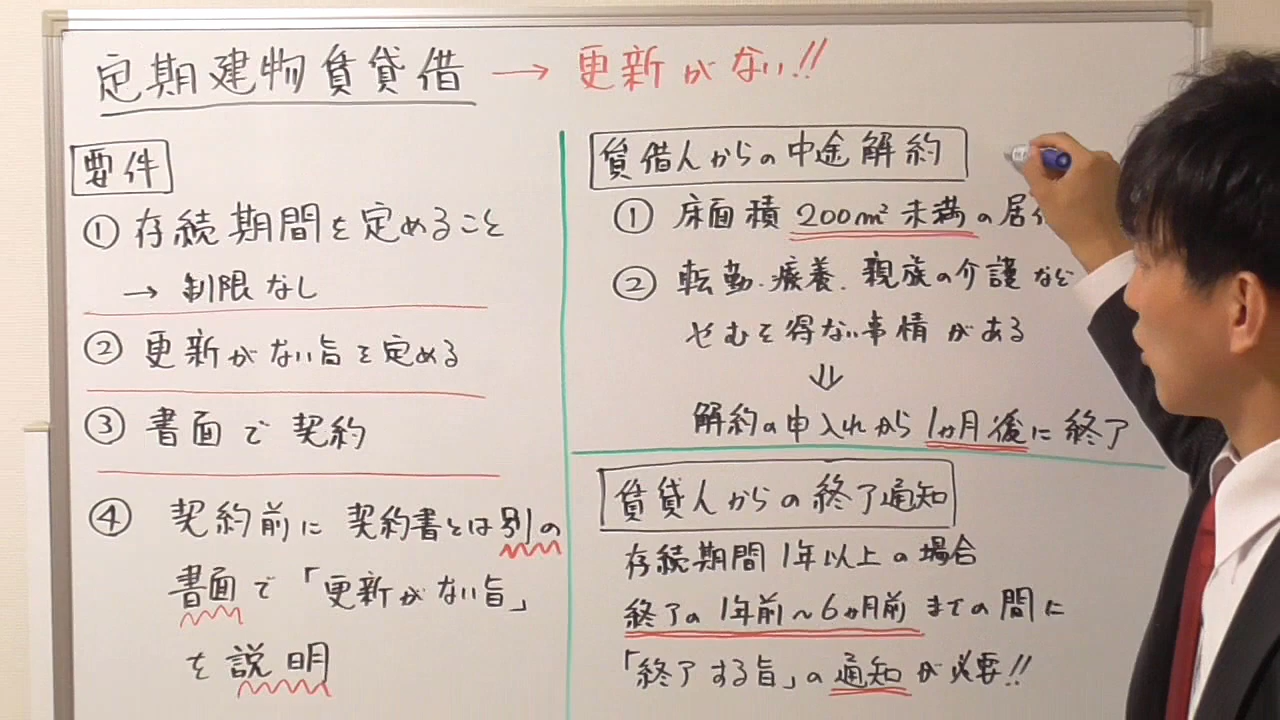 定期建物賃貸借 → 更新がない!!
要件
① 存続期間を定めること
→ 制限なし
② 更新がない旨を定める
③ 書面で契約
④ 契約前に契約書とは別の
書面で「更新がない旨」
を説明
賃借人からの中途解約
① 床面積 200m² 未満の居
② 転勤.療養.親族の介護など
やむを得ない事情がある
⇓
解約の申入れから1ヶ月後に終了
賃貸人からの終了通知
存続期間1年以上の場合
終了の1年前〜6ヶ月前までの間に
「終了する旨」の通知が必要!!